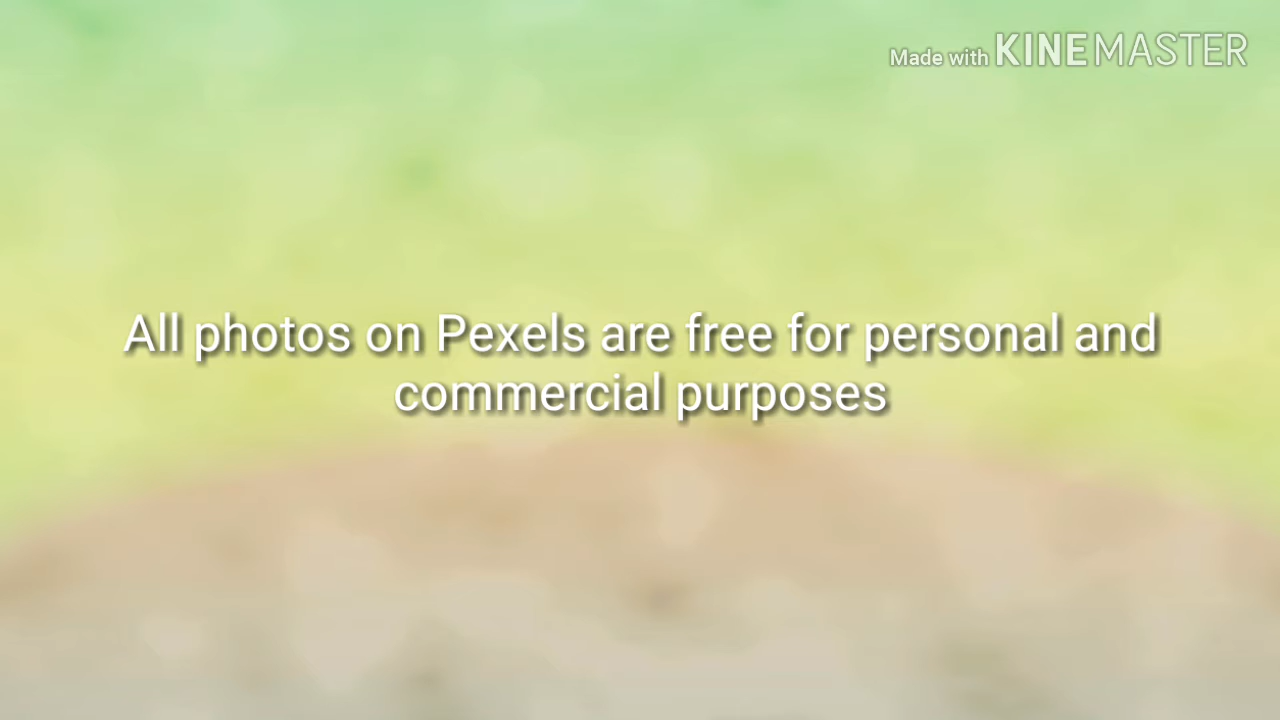 Made with KINEMASTER
All photos on Pexels are free for personal and
commercial purposes